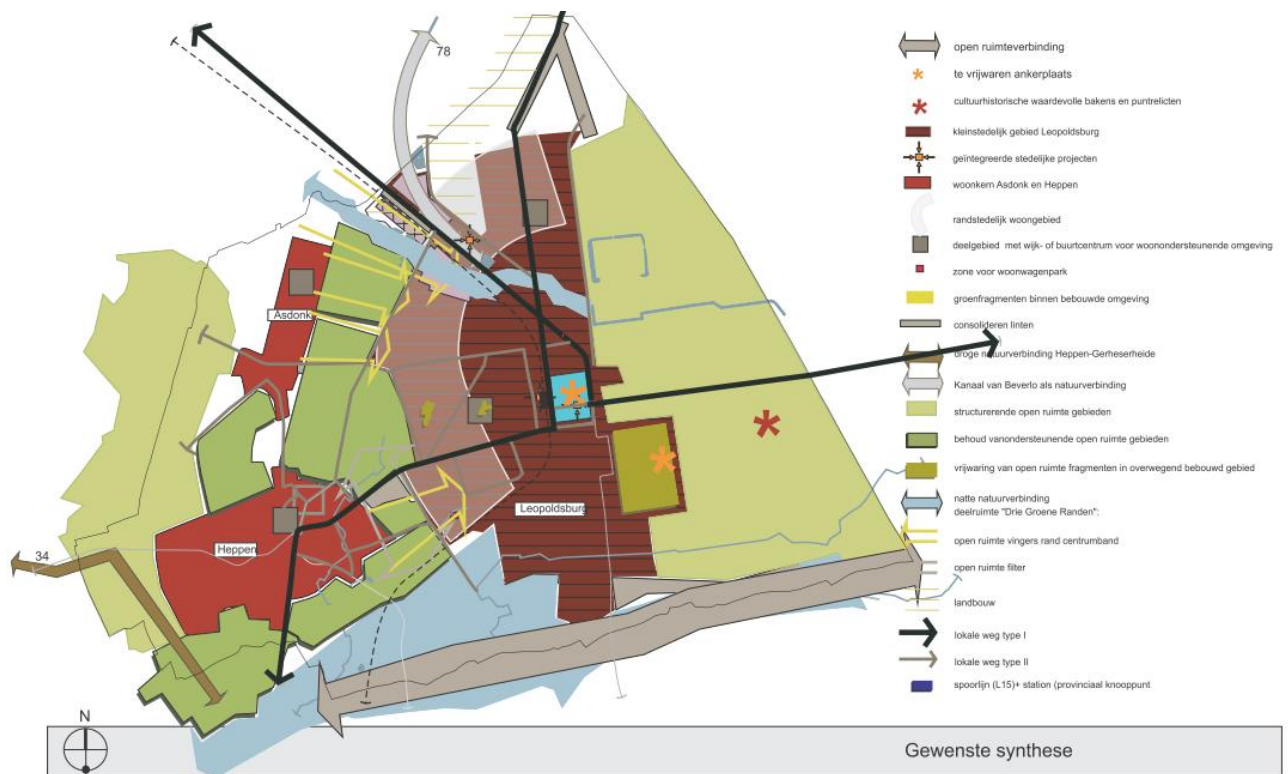 78
Asdonk
Leopoldsburg
Heppen
34
open ruimteverbinding
te vrijwaren ankerplaats
cultuurhistorische waardevolle bakens en puntrelicten
kleinstedelijk gebied Leopoldsburg
geïntegreerde stedelijke projecten
woonkern Asdonk en Heppen
randstedelijk woongebied
deelgebied met wijk- of buurtcentrum voor woonondersteunende omgeving
zone voor woonwagenpark
groenfragmenten binnen bebouwde omgeving
consolideren linten
droge natuurverbinding Heppen-Gerheserheide
Kanaal van Beverlo als natuurverbinding
structurerende open ruimte gebieden
behoud vanondersteunende open ruimte gebieden
vrijwaring van open ruimte fragmenten in overwegend bebouwd gebied
natte natuurverbinding
deelruimte "Drie Groene Randen":
open ruimte vingers rand centrumband
open ruimte filter
landbouw
lokale weg type I
lokale weg type II
spoorlijn (L15)+ station (provinciaal knooppunt
N
Gewenste synthese